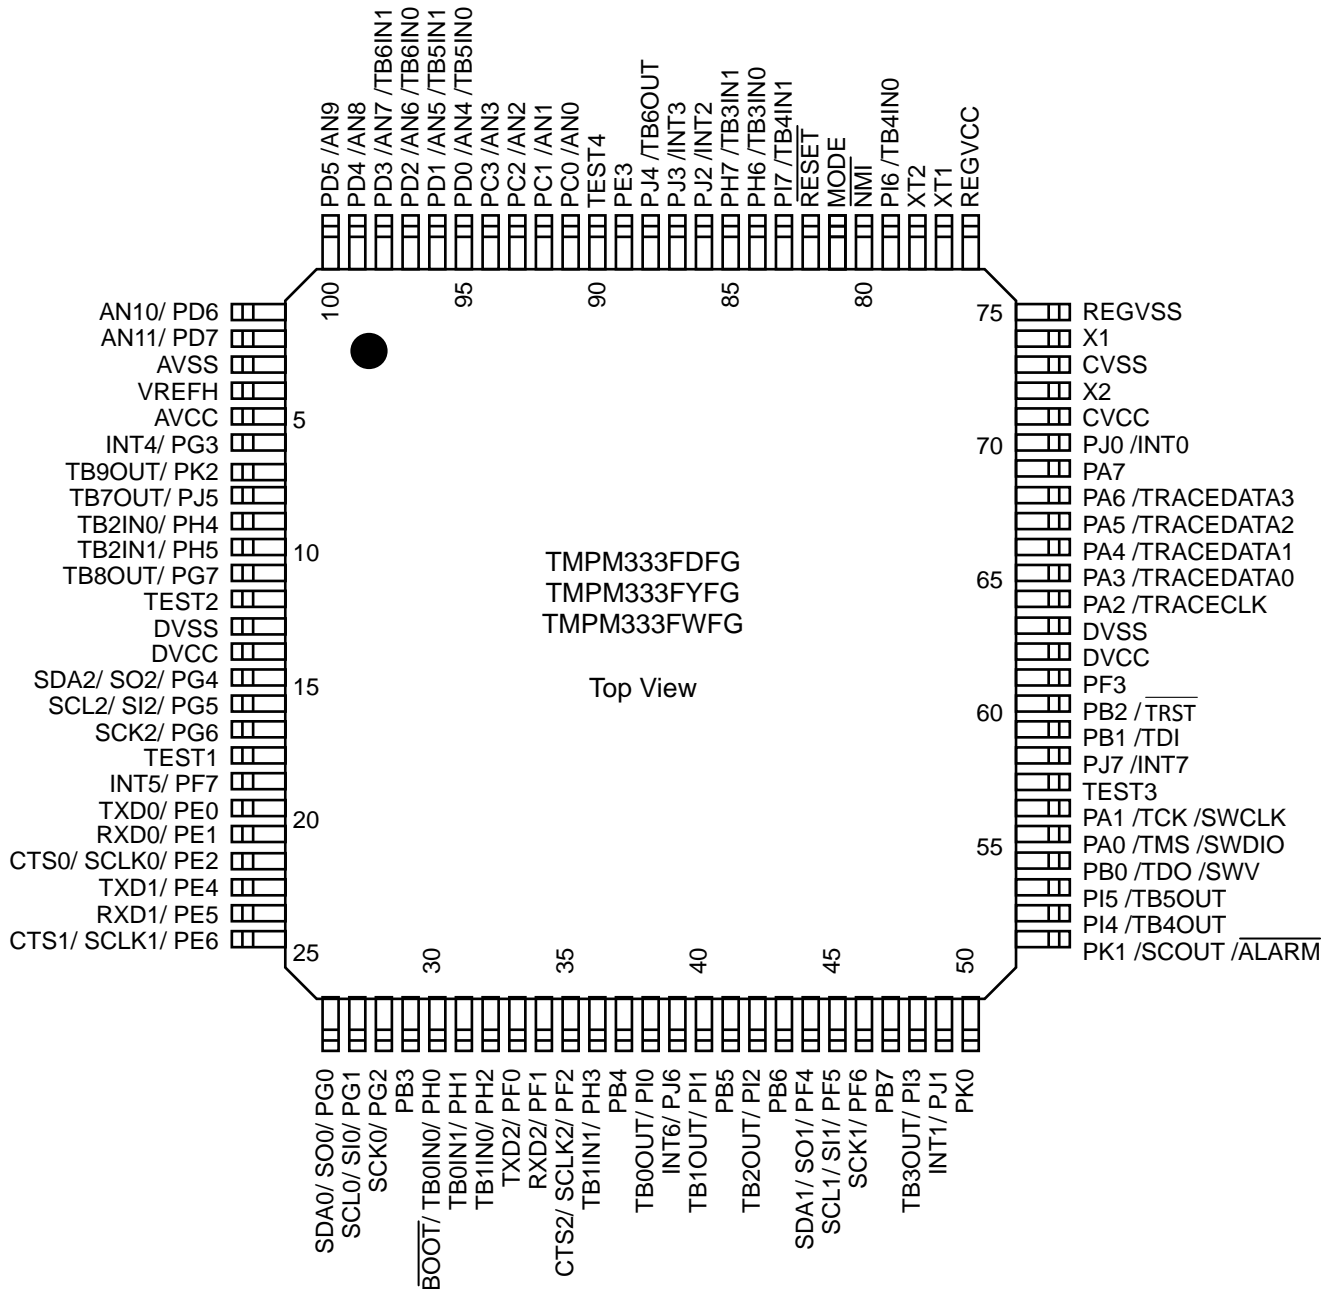 PD5 /AN9
PD4 /AN8
PD3 /AN7 /TB6IN1
PD2 /AN6 /TB6IN0
PD1 /AN5 /TB5IN1
PD0 /AN4 /TB5IN0
PC3 /AN3
PC2 /AN2
PC1 /AN1
PC0 /AN0
TEST4
PE3
PJ4 /TB6OUT
PJ3 /INT3
PJ2 /INT2
PH7 /TB3IN1
PH6 /TB3IN0
PI7 /TB4IN1
RESET
MODE
NMI
PI6 /TB4IN0
XT2
XT1
REGVCC
100
95
90
85
80
AN10/ PD6
AN11/ PD7
AVSS
VREFH
AVCC
INT4/ PG3
TB9OUT/ PK2
TB7OUT/ PJ5
TB2IN0/ PH4
TB2IN1/ PH5
TB8OUT/ PG7
TEST2
DVSS
DVCC
SDA2/ SO2/ PG4
SCL2/ SI2/ PG5
SCK2/ PG6
TEST1
INT5/ PF7
TXD0/ PE0
RXD0/ PE1
CTS0/ SCLK0/ PE2
TXD1/ PE4
RXD1/ PE5
CTS1/ SCLK1/ PE6
5
10
15
20
25
TMPM333FDFG
TMPM333FYFG
TMPM333FWFG
Top View
75
70
65
60
55
REGVSS
X1
CVSS
X2
CVCC
PJ0 /INT0
PA7
PA6 /TRACEDATA3
PA5 /TRACEDATA2
PA4 /TRACEDATA1
PA3 /TRACEDATA0
PA2 /TRACECLK
DVSS
DVCC
PF3
PB2 / TRST
PB1 /TDI
PJ7 /INT7
TEST3
PA1 /TCK /SWCLK
PA0 /TMS /SWDIO
PB0 /TDO /SWV
PI5 /TB5OUT
PI4 /TB4OUT
PK1 /SCOUT /ALARM
30
35
40
45
50
SDA0/ SO0/ PG0
SCL0/ SI0/ PG1
SCK0/ PG2
PB3
BOOT/ TB0IN0/ PH0
TB0IN1/ PH1
TB1IN0/ PH2
TXD2/ PF0
RXD2/ PF1
CTS2/ SCLK2/ PF2
TB1IN1/ PH3
PB4
TB0OUT/ PI0
INT6/ PJ6
TB1OUT/ PI1
PB5
TB2OUT/ PI2
PB6
SDA1/ SO1/ PF4
SCL1/ SI1/ PF5
SCK1/ PF6
PB7
TB3OUT/ PI3
INT1/ PJ1
PK0